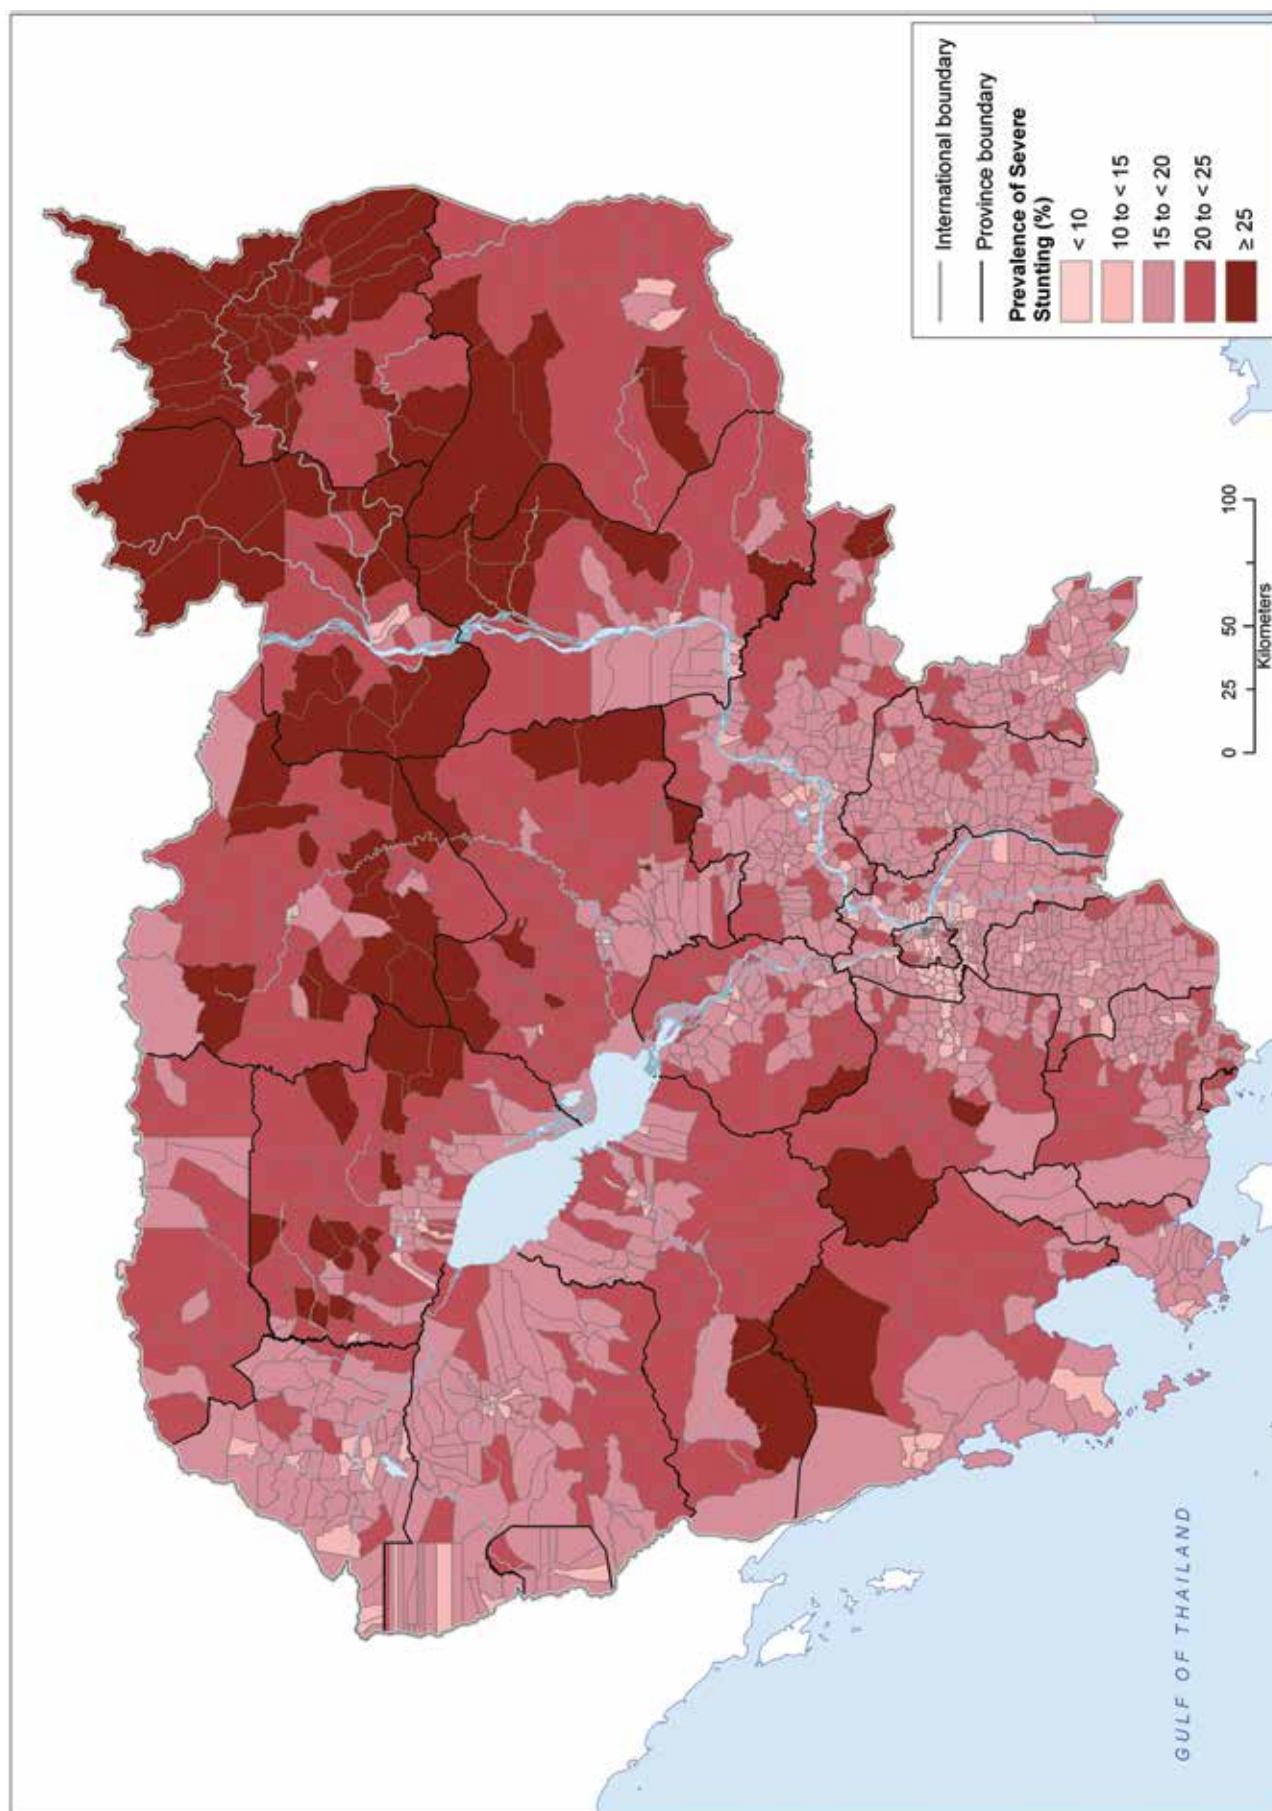 International boundary
Province boundary
Prevalence of Severe
Stunting (%)
< 10
10 to < 15
15 to < 20
20 to < 25
≥ 25
0 25 50 100
Kilometers
GULF OF THAILAND